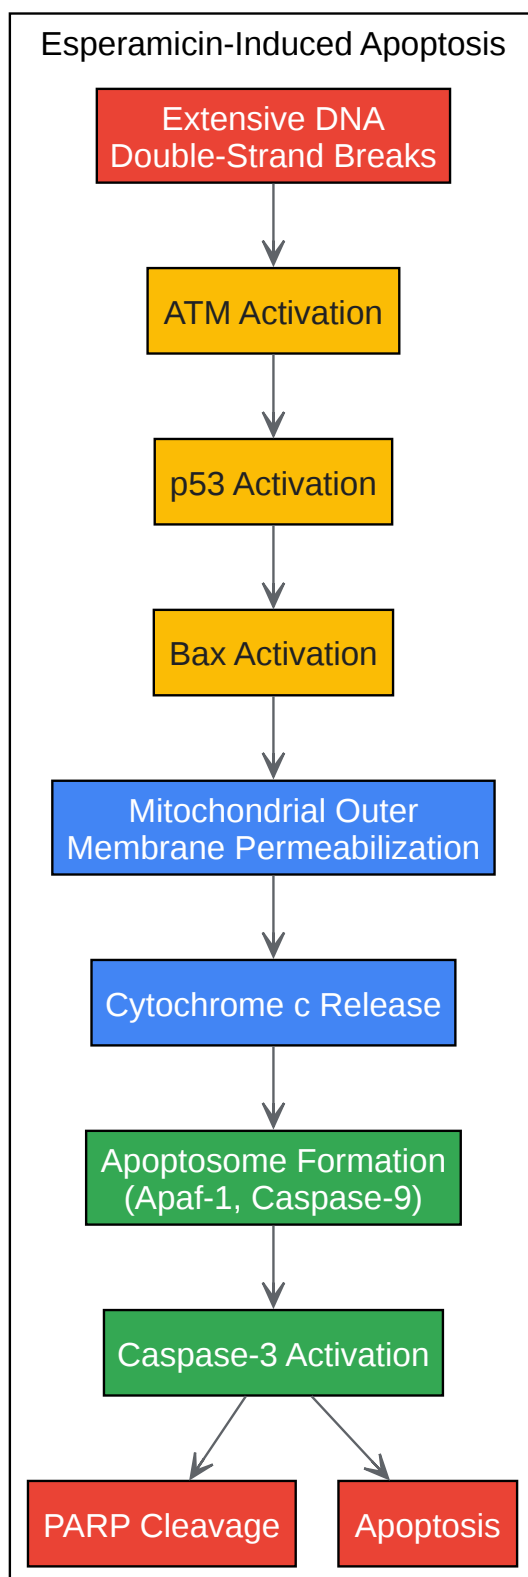 Esperamicin-Induced Apoptosis
Extensive DNA
Double-Strand Breaks
ATM Activation
p53 Activation
Bax Activation
Mitochondrial Outer
Membrane Permeabilization
Cytochrome c Release
Apoptosome Formation
(Apaf-1, Caspase-9)
Caspase-3 Activation
PARP Cleavage
Apoptosis